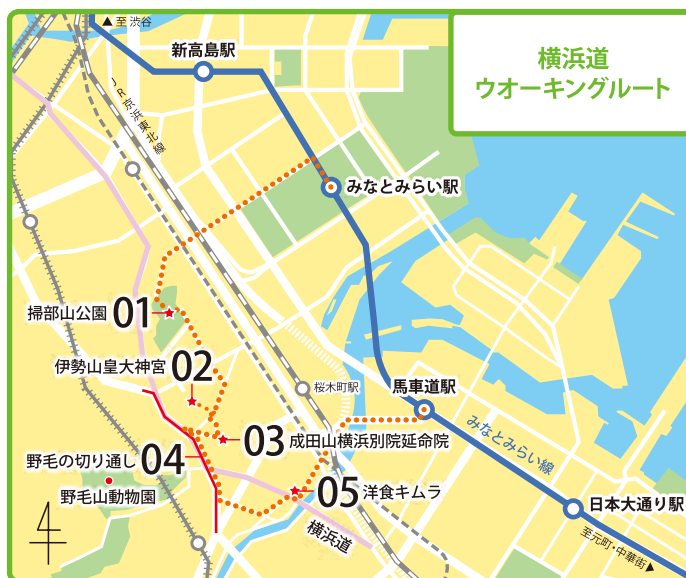 ▲至 渋谷
横浜道
ウオーキングルート
新高島駅
JR京浜東北線
みなとみらい駅
掃部山公園 01
伊勢山皇大神宮
02
桜木町駅
馬車道駅
03 成田山横浜別院延命院
みなとみらい線
野毛の切り通し 04
野毛山動物園
05 洋食キムラ
日本大通り駅
横浜道
至元町・中華街▲